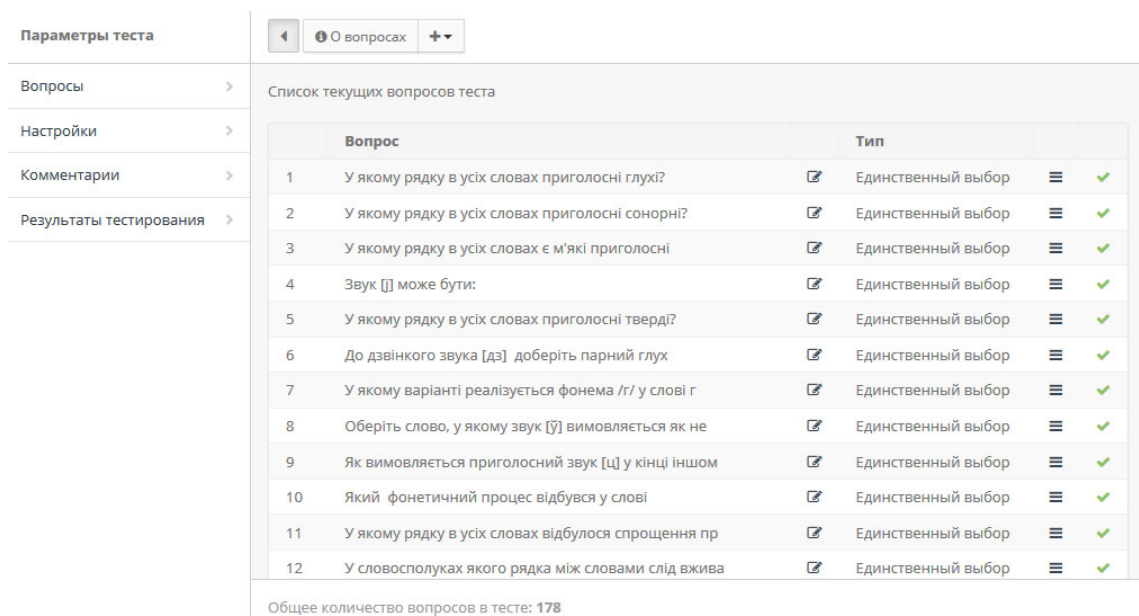 Параметры теста
О вопросах
Вопросы
Настройки
Комментарии
Результаты тестирования
Список текущих вопросов теста
Вопрос Тип
1 У якому рядку в усіх словах приголосні глухі? Единственный выбор
2 У якому рядку в усіх словах приголосні сонорні? Единственный выбор
3 У якому рядку в усіх словах є м'які приголосні Единственный выбор
4 Звук [j] може бути: Единственный выбор
5 У якому рядку в усіх словах приголосні тверді? Единственный выбор
6 До дзвінкого звука [дз] доберіть парний глух Единственный выбор
7 У якому варіанті реалізується фонема /г/ у слові г Единственный выбор
8 Оберіть слово, у якому звук [ў] вимовляється як не Единственный выбор
9 Як вимовляється приголосний звук [ц] у кінці іншом Единственный выбор
10 Який фонетичний процес відбувся у слові Единственный выбор
11 У якому рядку в усіх словах відбулося спрощення пр Единственный выбор
12 У словосполуках якого рядка між словами слід вжива Единственный выбор
Общее количество вопросов в тесте: 178